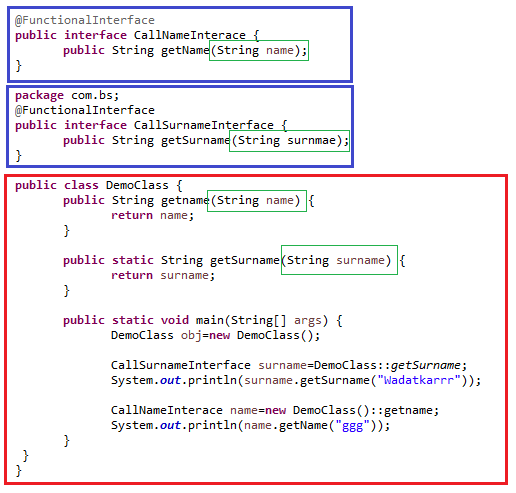 @FunctionalInterface
public interface CallNameInterace {
public String getName(String name);
}
package com.bs;
@FunctionalInterface
public interface CallSurnameInterface {
public String getSurname(String surnmae);
}
public class DemoClass {
public String getname(String name) {
return name;
}
public static String getSurname(String surname) {
return surname;
}
public static void main(String[] args) {
DemoClass obj=new DemoClass();
CallSurnameInterface surname=DemoClass::getSurname;
System.out.println(surname.getSurname("Wadatkarrr"));
CallNameInterace name=new DemoClass()::getname;
System.out.println(name.getName("ggg"));
}
}
}